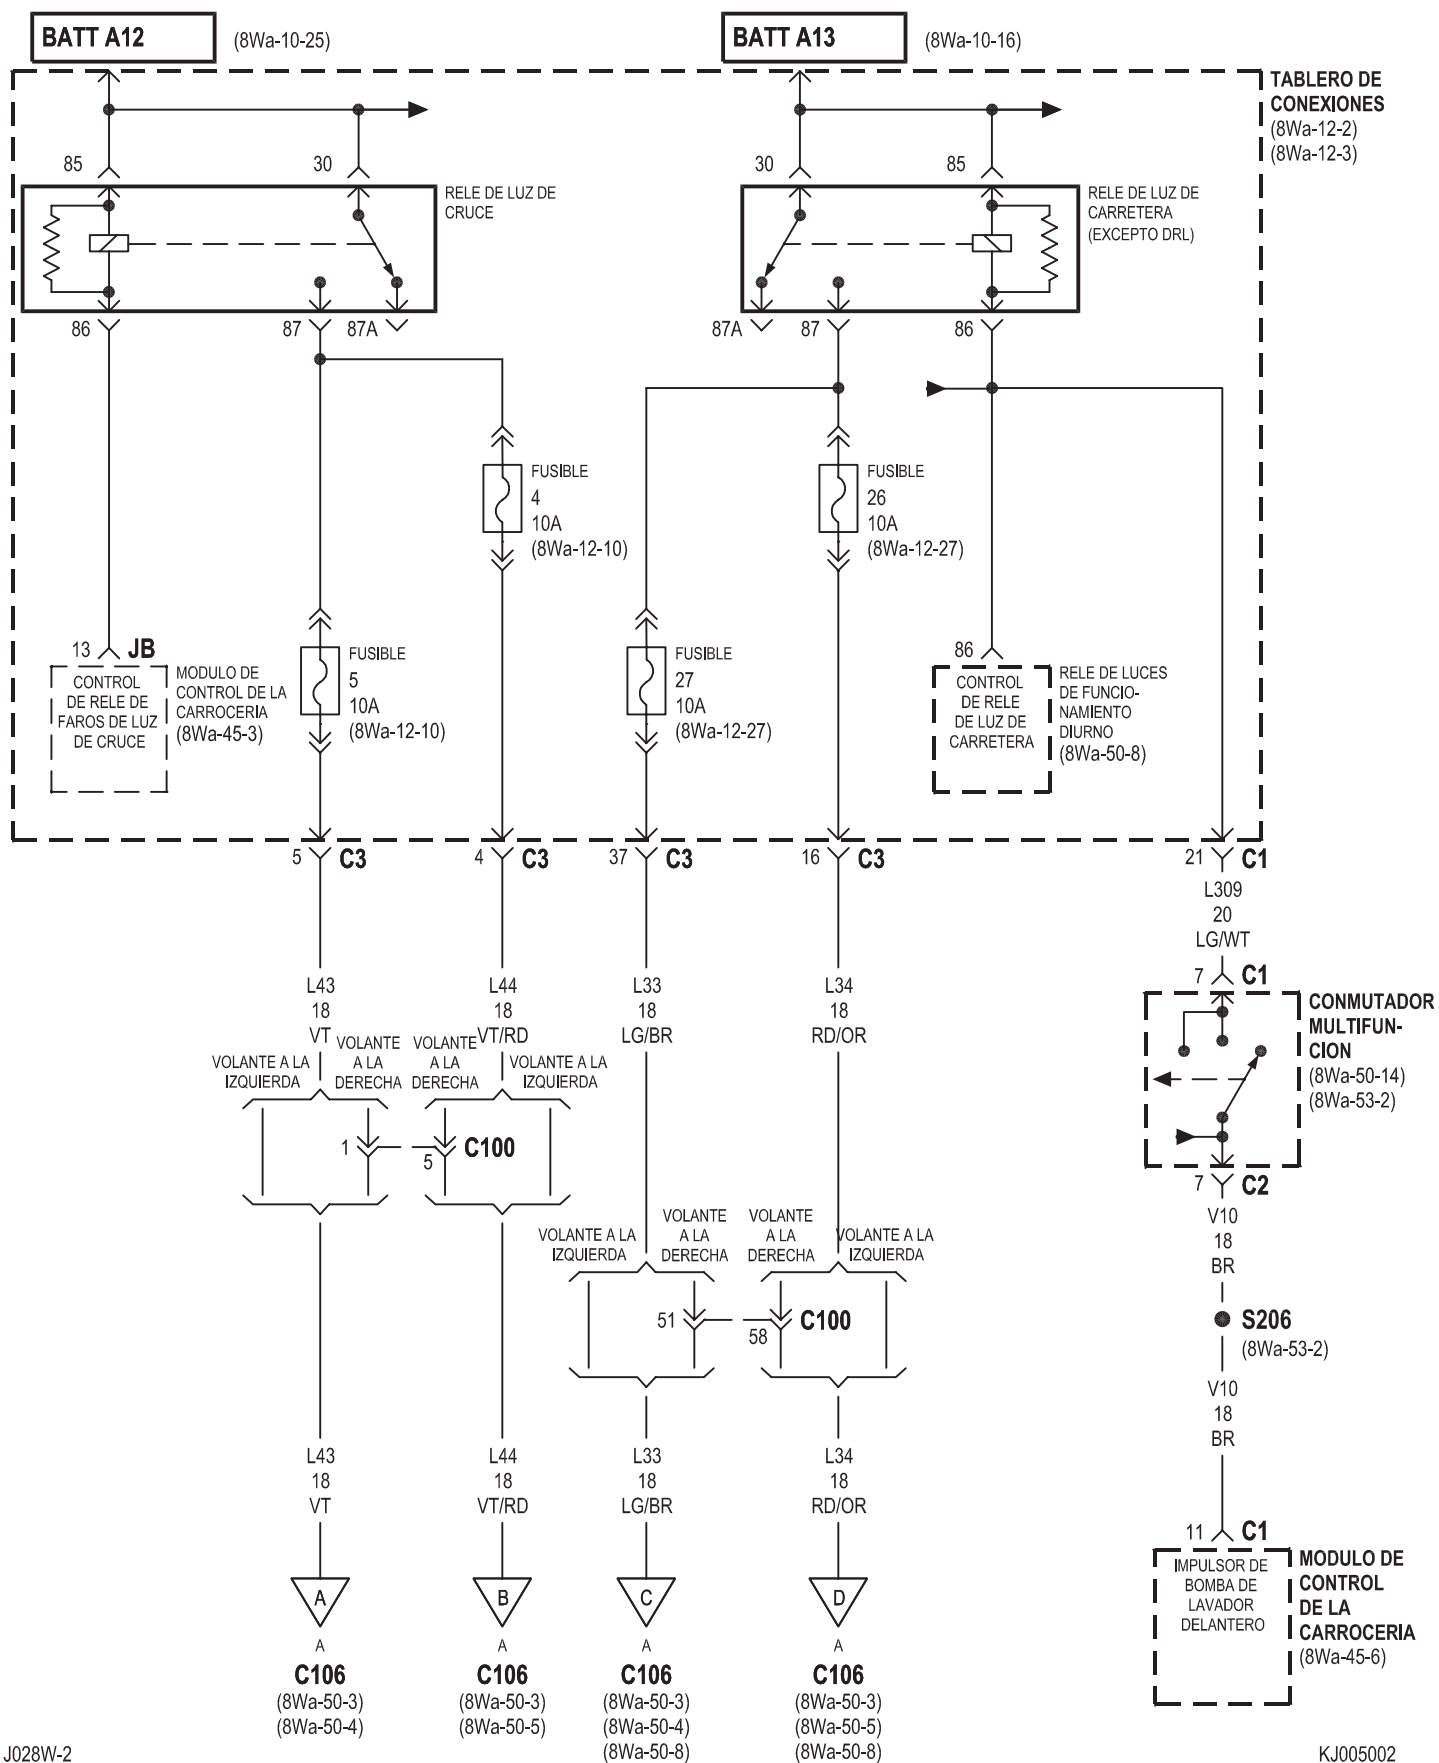 BATT A12
(8Wa-10-25)
BATT A13
(8Wa-10-16)
TABLERO DE
CONEXIONES
(8Wa-12-2)
(8Wa-12-3)
85
30
30
85
RELE DE LUZ DE
CRUCE
RELE DE LUZ DE
CARRETERA
(EXCEPTO DRL)
86
87
87A
87A
87
86
FUSIBLE
4
10A
(8Wa-12-10)
FUSIBLE
26
10A
(8Wa-12-27)
13
JB
CONTROL
DE RELE DE
FAROS DE LUZ
DE CRUCE
MODULO DE
CONTROL DE LA
CARROCERIA
(8Wa-45-3)
FUSIBLE
5
10A
(8Wa-12-10)
FUSIBLE
27
10A
(8Wa-12-27)
86
CONTROL
DE RELE
DE LUZ DE
CARRETERA
RELE DE LUCES
DE FUNCIO-
NAMIENTO
DIURNO
(8Wa-50-8)
5
C3
4
C3
37
C3
16
C3
21
C1
L309
20
LG/WT
7
C1
L43
18
VT
L44
18
VT/RD
L33
18
LG/BR
L34
18
RD/OR
CONMUTADOR
MULTIFUN-
CION
(8Wa-50-14)
(8Wa-53-2)
VOLANTE A LA
IZQUIERDA
VOLANTE
A LA
DERECHA
VOLANTE
A LA
DERECHA
VOLANTE A LA
IZQUIERDA
1
5
C100
7
C2
V10
18
BR
VOLANTE A LA
IZQUIERDA
VOLANTE
A LA
DERECHA
VOLANTE
A LA
DERECHA
VOLANTE A LA
IZQUIERDA
51
58
C100
S206
(8Wa-53-2)
V10
18
BR
L43
18
VT
L44
18
VT/RD
L33
18
LG/BR
L34
18
RD/OR
11
C1
IMPULSOR DE
BOMBA DE
LAVADOR
DELANTERO
MODULO DE
CONTROL
DE LA
CARROCERIA
(8Wa-45-6)
A
B
C
D
A
A
A
A
C106
(8Wa-50-3)
(8Wa-50-4)
C106
(8Wa-50-3)
(8Wa-50-5)
C106
(8Wa-50-3)
(8Wa-50-4)
(8Wa-50-8)
C106
(8Wa-50-3)
(8Wa-50-5)
(8Wa-50-8)
J028W-2
KJ005002